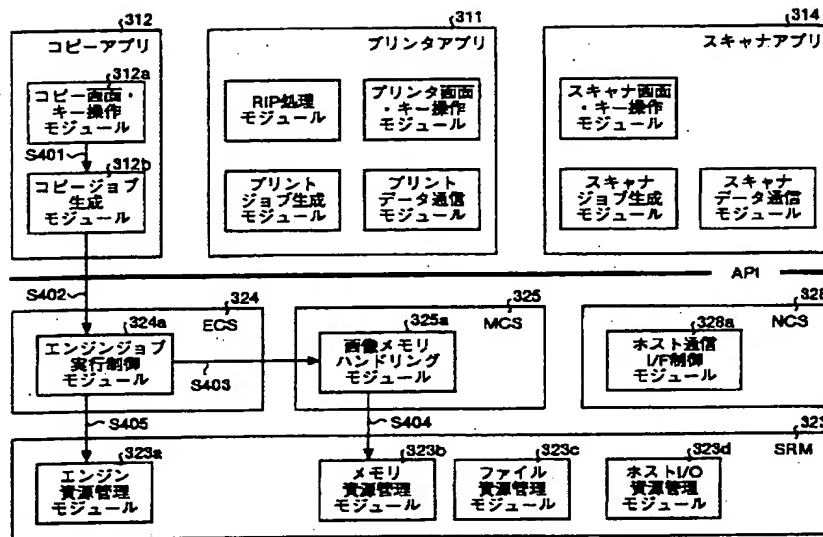 312
コピーアプリ
312a
コピー画面・
キー操作
モジュール
S401
312b
コピージョブ
生成
モジュール
311
プリンタアプリ
RIP処理
モジュール
プリンタ画面
・キー操作
モジュール
プリント
ジョブ生成
モジュール
プリント
データ通信
モジュール
314
スキャナアプリ
スキャナ画面
・キー操作
モジュール
スキャナ
ジョブ生成
モジュール
スキャナ
データ通信
モジュール
API
S402
324
ECS
324a
エンジンジョブ
実行制御
モジュール
S403
325
MCS
325a
画像メモリ
ハンドリング
モジュール
328
NCS
328a
ホスト通信
I/F制御
モジュール
S405
S404
323
SRM
323a
エンジン
資源管理
モジュール
323b
メモリ
資源管理
モジュール
323c
ファイル
資源管理
モジュール
323d
ホストI/O
資源管理
モジュール